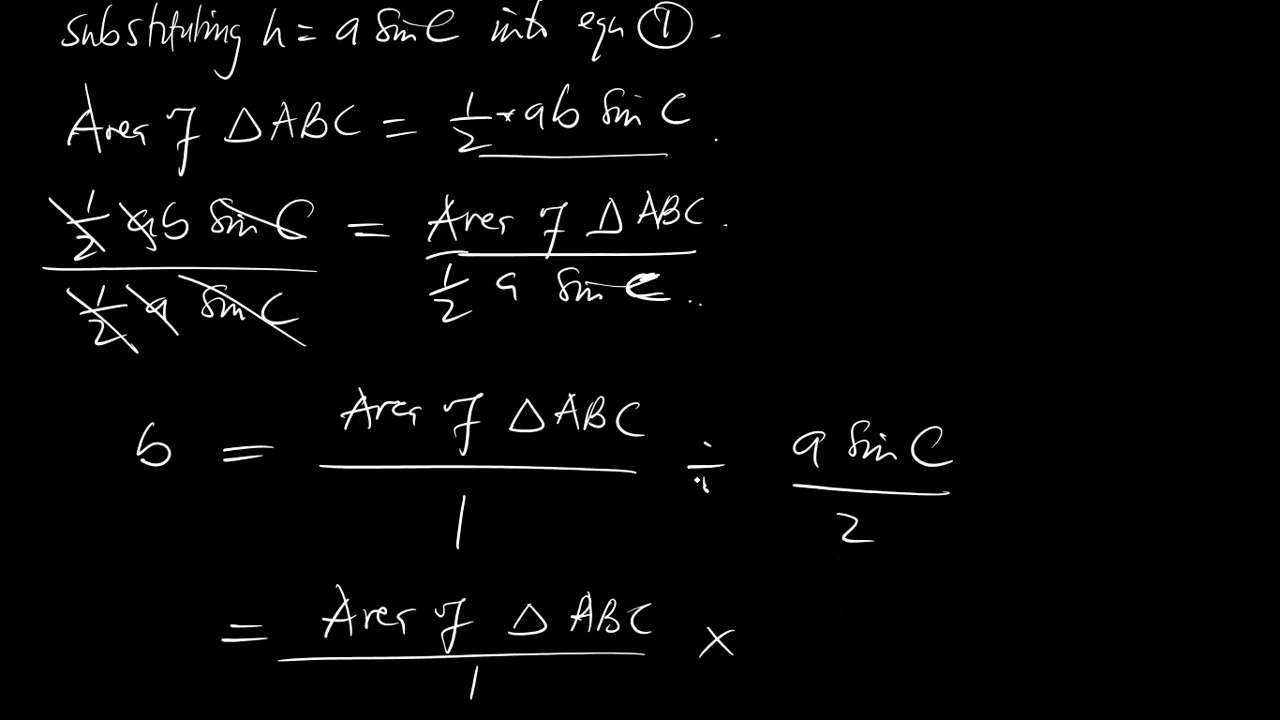 substituting h = a sin C into eqn ① .
Area of △ABC = 1/2 * ab sin C .
(1/2 ab sin C)/(1/2 a sin C) = (Area of △ABC)/(1/2 a sin C) ..
b = (Area of △ABC)/1 ÷ (a sin C)/2
= (Area of △ABC)/1 ×